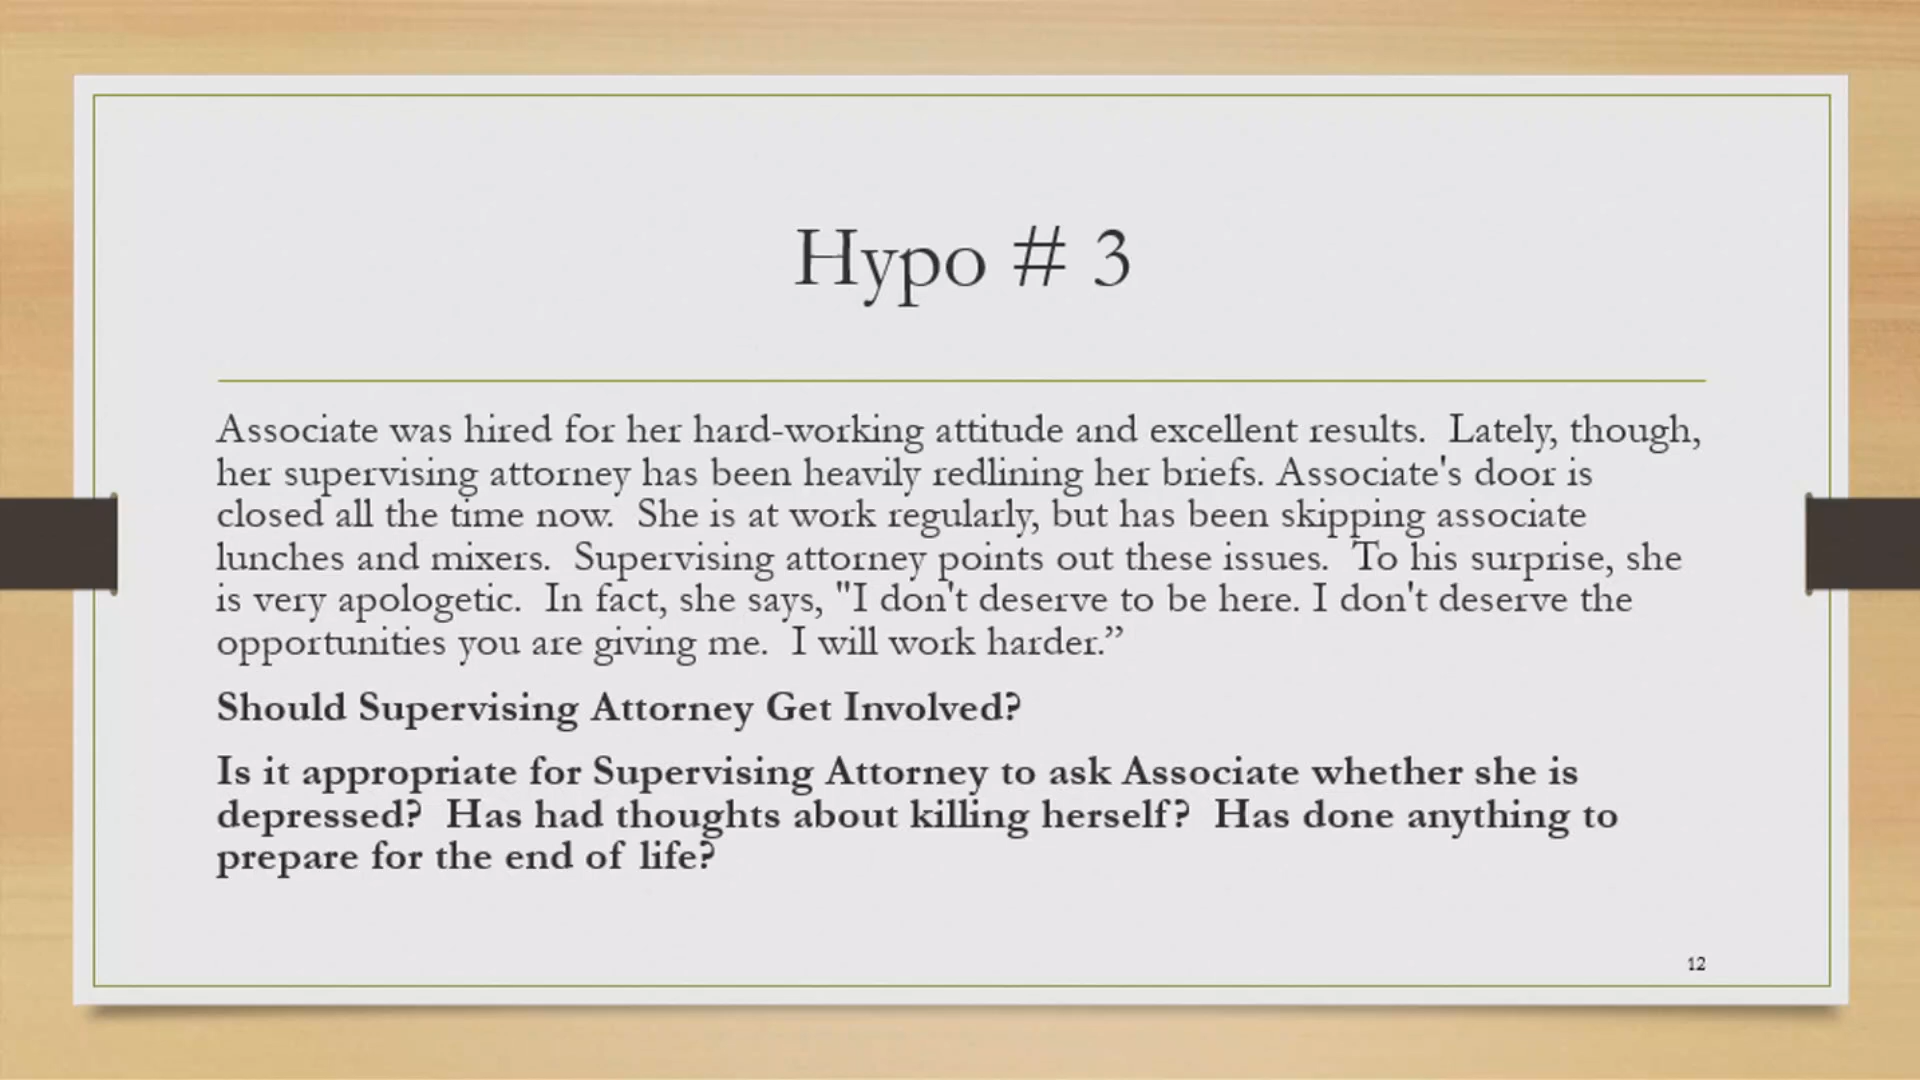 Hypo # 3
Associate was hired for her hard-working attitude and excellent results.  Lately, though,
her supervising attorney has been heavily redlining her briefs. Associate's door is
closed all the time now.  She is at work regularly, but has been skipping associate
lunches and mixers.  Supervising attorney points out these issues.  To his surprise, she
is very apologetic.  In fact, she says, "I don't deserve to be here. I don't deserve the
opportunities you are giving me.  I will work harder.”
Should Supervising Attorney Get Involved?
Is it appropriate for Supervising Attorney to ask Associate whether she is
depressed?  Has had thoughts about killing herself?  Has done anything to
prepare for the end of life?
12